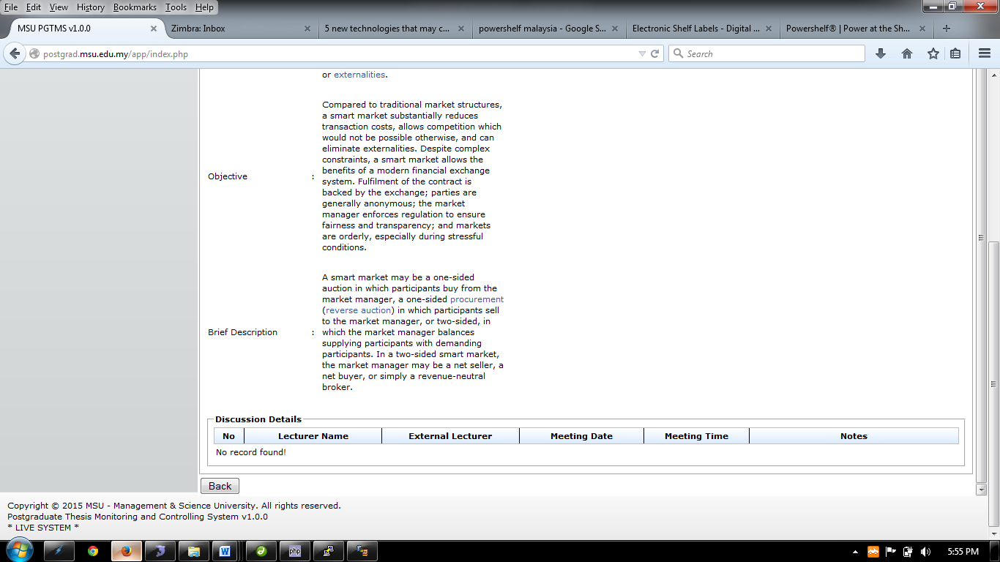 File Edit View History Bookmarks Tools Help
MSU PGTMS v1.0.0
Zimbra: Inbox
5 new technologies that may c...
powershelf malaysia - Google S...
Electronic Shelf Labels - Digital ...
Powershelf® | Power at the Sh...
postgrad.msu.edu.my/app/index.php
Search
or externalities.
Compared to traditional market structures,
a smart market substantially reduces
transaction costs, allows competition which
would not be possible otherwise, and can
eliminate externalities. Despite complex
constraints, a smart market allows the
benefits of a modern financial exchange
Objective :
system. Fulfilment of the contract is
backed by the exchange; parties are
generally anonymous; the market
manager enforces regulation to ensure
fairness and transparency; and markets
are orderly, especially during stressful
conditions.
A smart market may be a one-sided
auction in which participants buy from the
market manager, a one-sided procurement
(reverse auction) in which participants sell
to the market manager, or two-sided, in
Brief Description : which the market manager balances
supplying participants with demanding
participants. In a two-sided smart market,
the market manager may be a net seller, a
net buyer, or simply a revenue-neutral
broker.
Discussion Details
No Lecturer Name External Lecturer Meeting Date Meeting Time Notes
No record found!
Back
Copyright © 2015 MSU - Management & Science University. All rights reserved.
Postgraduate Thesis Monitoring and Controlling System v1.0.0
* LIVE SYSTEM *
php
5:55 PM